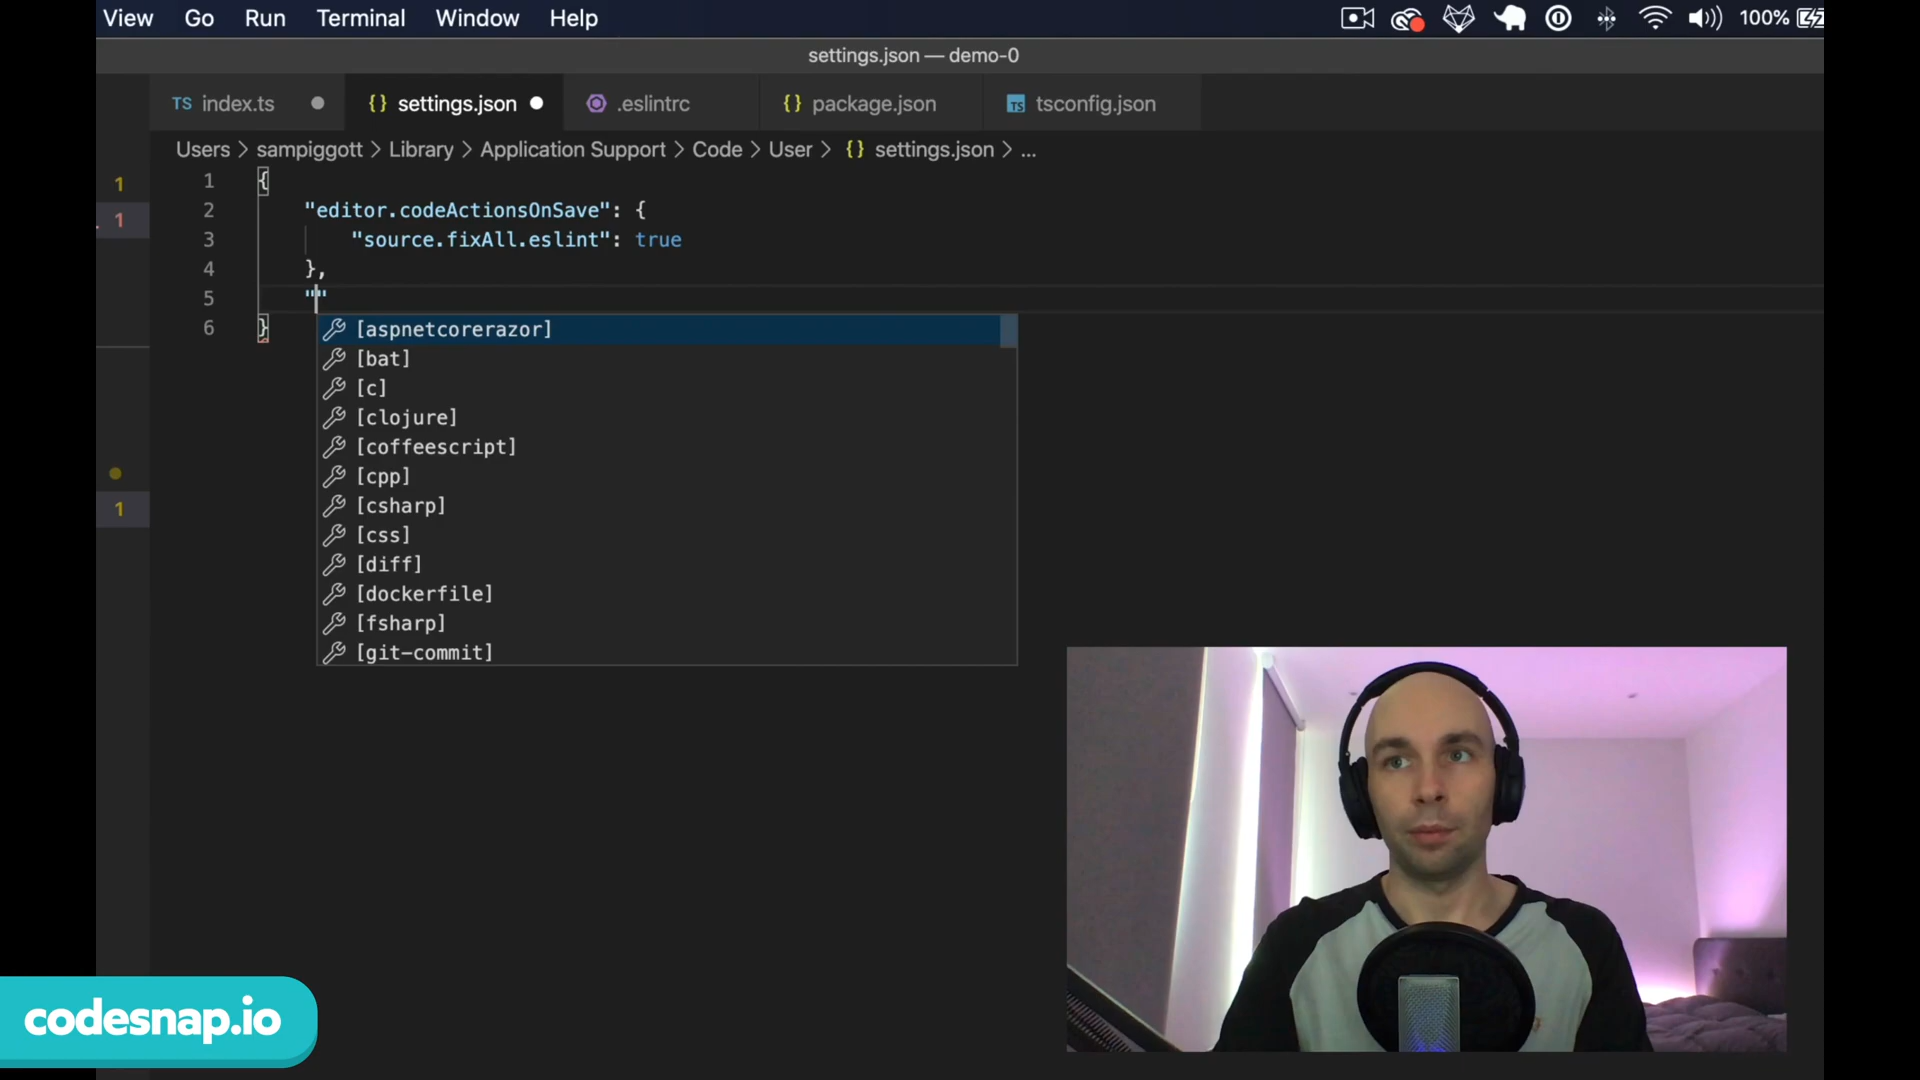 View Go Run Terminal Window Help 100%
settings.json — demo-0
TS index.ts {} settings.json .eslintrc {} package.json TS tsconfig.json
Users > sampiggott > Library > Application Support > Code > User > {} settings.json > ...
1 1 {
1 2 "editor.codeActionsOnSave": {
3 "source.fixAll.eslint": true
4 },
5 ""
6 }
[aspnetcorerazor]
[bat]
[c]
[clojure]
[coffeescript]
[cpp]
1 [csharp]
[css]
[diff]
[dockerfile]
[fsharp]
[git-commit]
codesnap.io